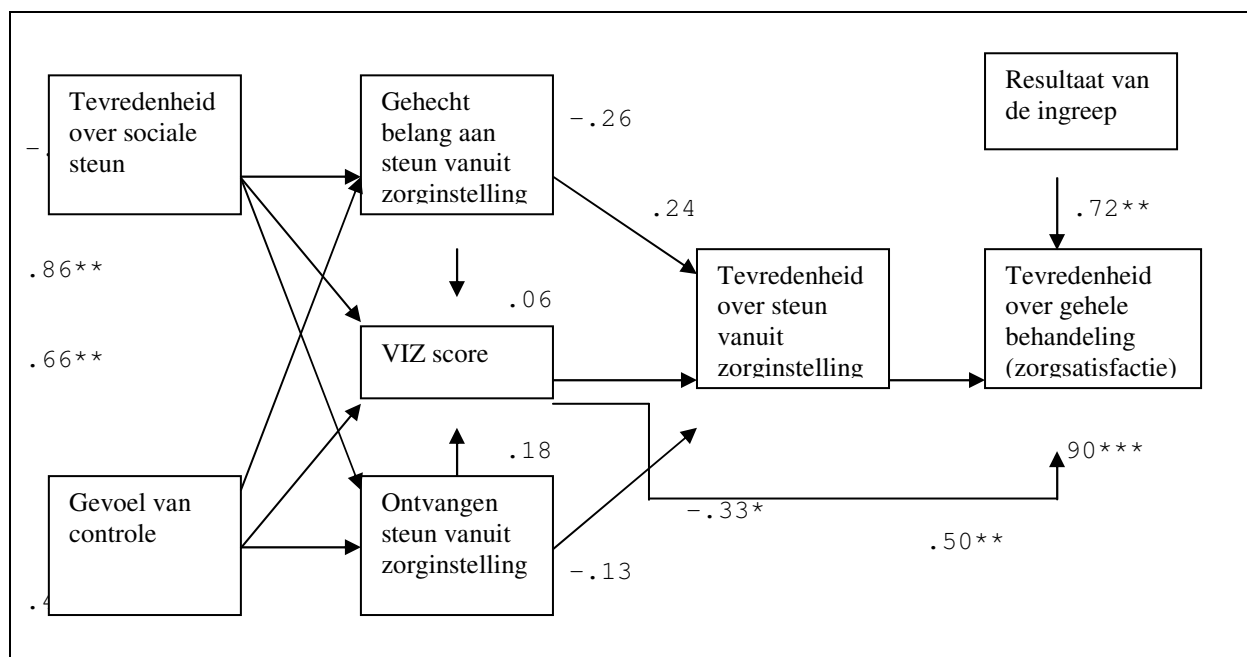 Tevredenheid
over sociale
steun
Gehecht
belang aan
steun vanuit
zorginstelling
-.26
Resultaat van
de ingreep
.24
.72**
.86**
.06
Tevredenheid
over steun
vanuit
zorginstelling
Tevredenheid
over gehele
behandeling
(zorgsatisfactie)
.66**
VIZ score
.18
90***
Gevoel van
controle
Ontvangen
steun vanuit
zorginstelling
-.33*
.50**
-.13